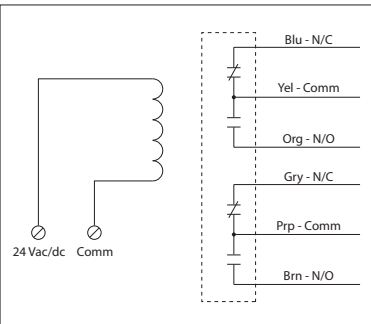 Blu - N/C
Yel - Comm
Org - N/O
Gry - N/C
Prp - Comm
Brn - N/O
24 Vac/dc Comm